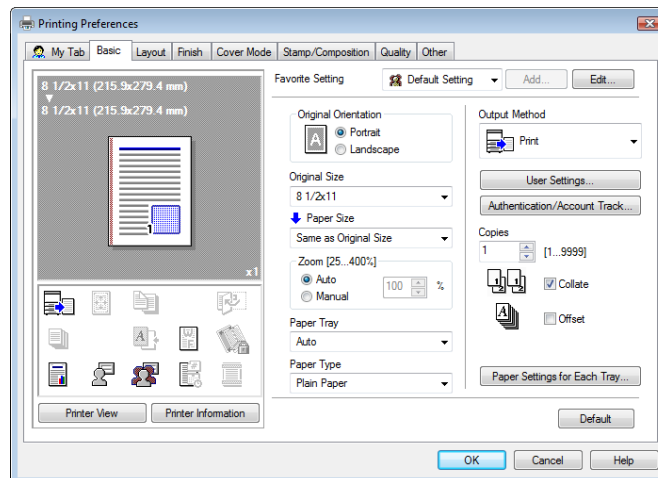 Printing Preferences
My Tab
Basic
Layout
Finish
Cover Mode
Stamp/Composition
Quality
Other
8 1/2x11 (215.9x279.4 mm)
8 1/2x11 (215.9x279.4 mm)
1
x1
Printer View
Printer Information
Favorite Setting
Default Setting
Add...
Edit...
Original Orientation
A
Portrait
Landscape
Original Size
8 1/2x11
Paper Size
Same as Original Size
Zoom [25...400%]
Auto
Manual
100
%
Paper Tray
Auto
Paper Type
Plain Paper
Output Method
Print
User Settings...
Authentication/Account Track...
Copies
1
[1...9999]
Collate
Offset
Paper Settings for Each Tray...
Default
OK
Cancel
Help